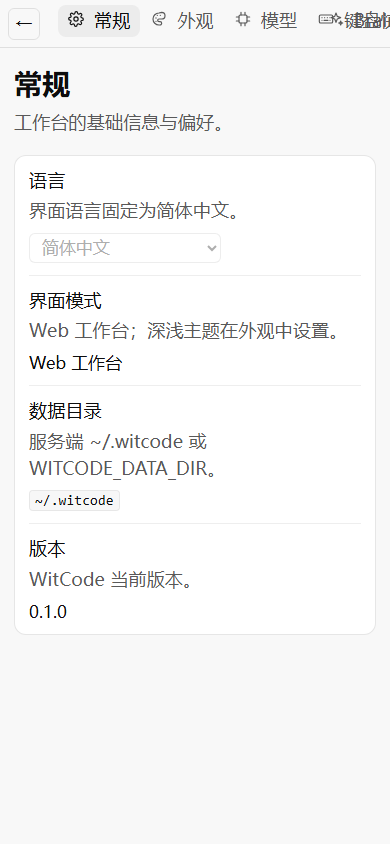 ←
常规
外观
模型
常规
工作台的基础信息与偏好。
语言
界面语言固定为简体中文。
简体中文
界面模式
Web 工作台；深浅主题在外观中设置。
Web 工作台
数据目录
服务端 ~/.witcode 或
WITCODE_DATA_DIR。
~/.witcode
版本
WitCode 当前版本。
0.1.0